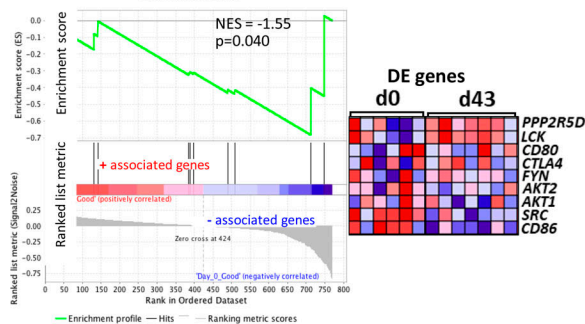 NES = -1.55
p=0.040
Enrichment score (ES)
Enrichment score
0.0
-0.1
-0.2
-0.3
-0.4
-0.5
-0.6
-0.7
DE genes
d0 d43
PPP2R5D
LCK
CD80
CTLA4
FYN
AKT2
AKT1
SRC
CD86
+ associated genes
Good' (positively correlated)
Ranked list metric
Ranked list metric (Signal2Noise)
0.25
0.00
-0.25
-0.50
-0.75
- associated genes
Zero cross at 424
'Day_0_Good' (negatively correlated)
100 150 200 250 300 350 400 450 500 550 600 650 700 750 800
Rank in Ordered Dataset
Enrichment profile Hits Ranking metric scores